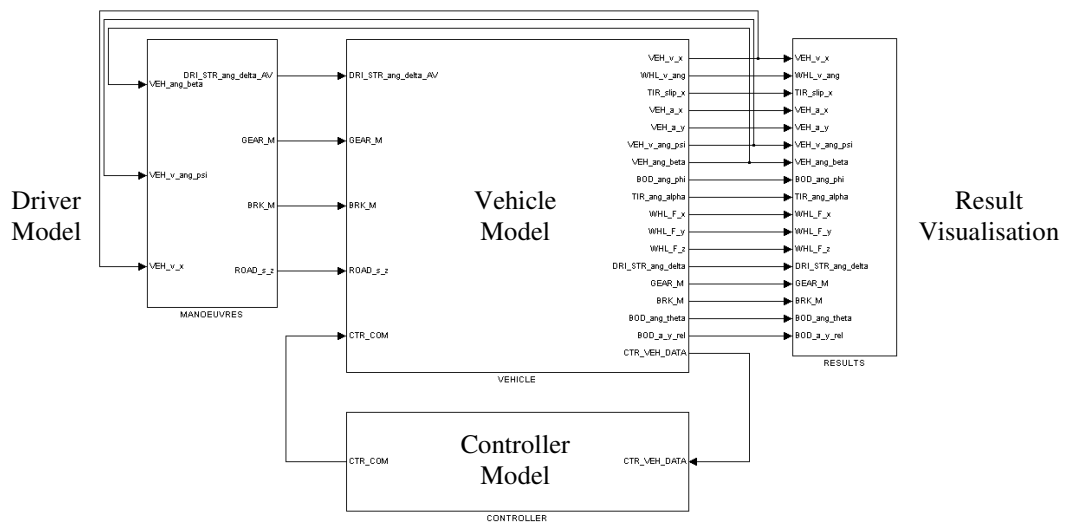 Driver
Model
DRI_STR_ang_delta_AV
VEH_ang_beta
GEAR_M
VEH_v_ang_psi
BRK_M
VEH_v_x
ROAD_s_z
MANOEUVRES
DRI_STR_ang_delta_AV
GEAR_M
BRK_M
ROAD_s_z
CTR_COM
Vehicle
Model
VEH_v_x
WHL_v_ang
TIR_slip_x
VEH_a_x
VEH_a_y
VEH_v_ang_psi
VEH_ang_beta
BOD_ang_phi
TIR_ang_alpha
WHL_F_x
WHL_F_y
WHL_F_z
DRI_STR_ang_delta
GEAR_M
BRK_M
BOD_ang_theta
BOD_a_y_rel
CTR_VEH_DATA
VEHICLE
VEH_v_x
WHL_v_ang
TIR_slip_x
VEH_a_x
VEH_a_y
VEH_v_ang_psi
VEH_ang_beta
BOD_ang_phi
TIR_ang_alpha
WHL_F_x
WHL_F_y
WHL_F_z
DRI_STR_ang_delta
GEAR_M
BRK_M
BOD_ang_theta
BOD_a_y_rel
RESULTS
Result
Visualisation
Controller
Model
CTR_COM
CTR_VEH_DATA
CONTROLLER